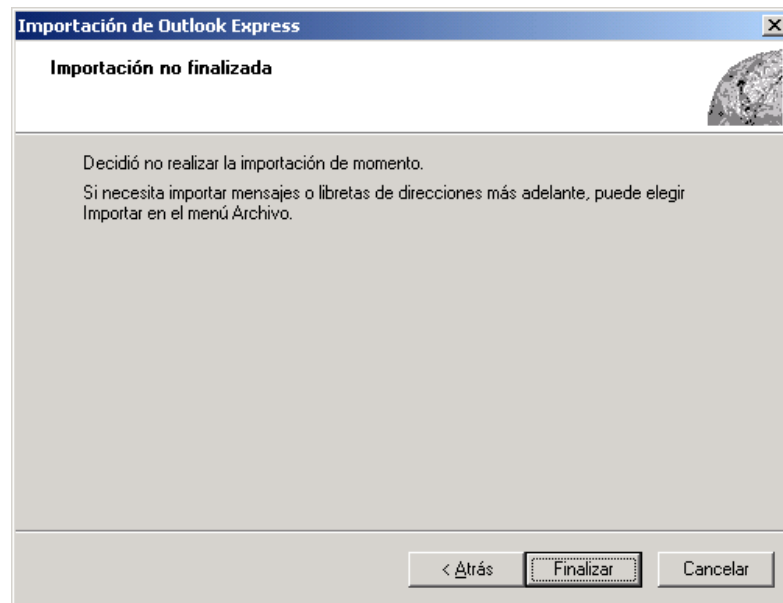 Importación de Outlook Express
Importación no finalizada
Decidió no realizar la importación de momento.
Si necesita importar mensajes o libretas de direcciones más adelante, puede elegir
Importar en el menú Archivo.
< Atrás
Finalizar
Cancelar